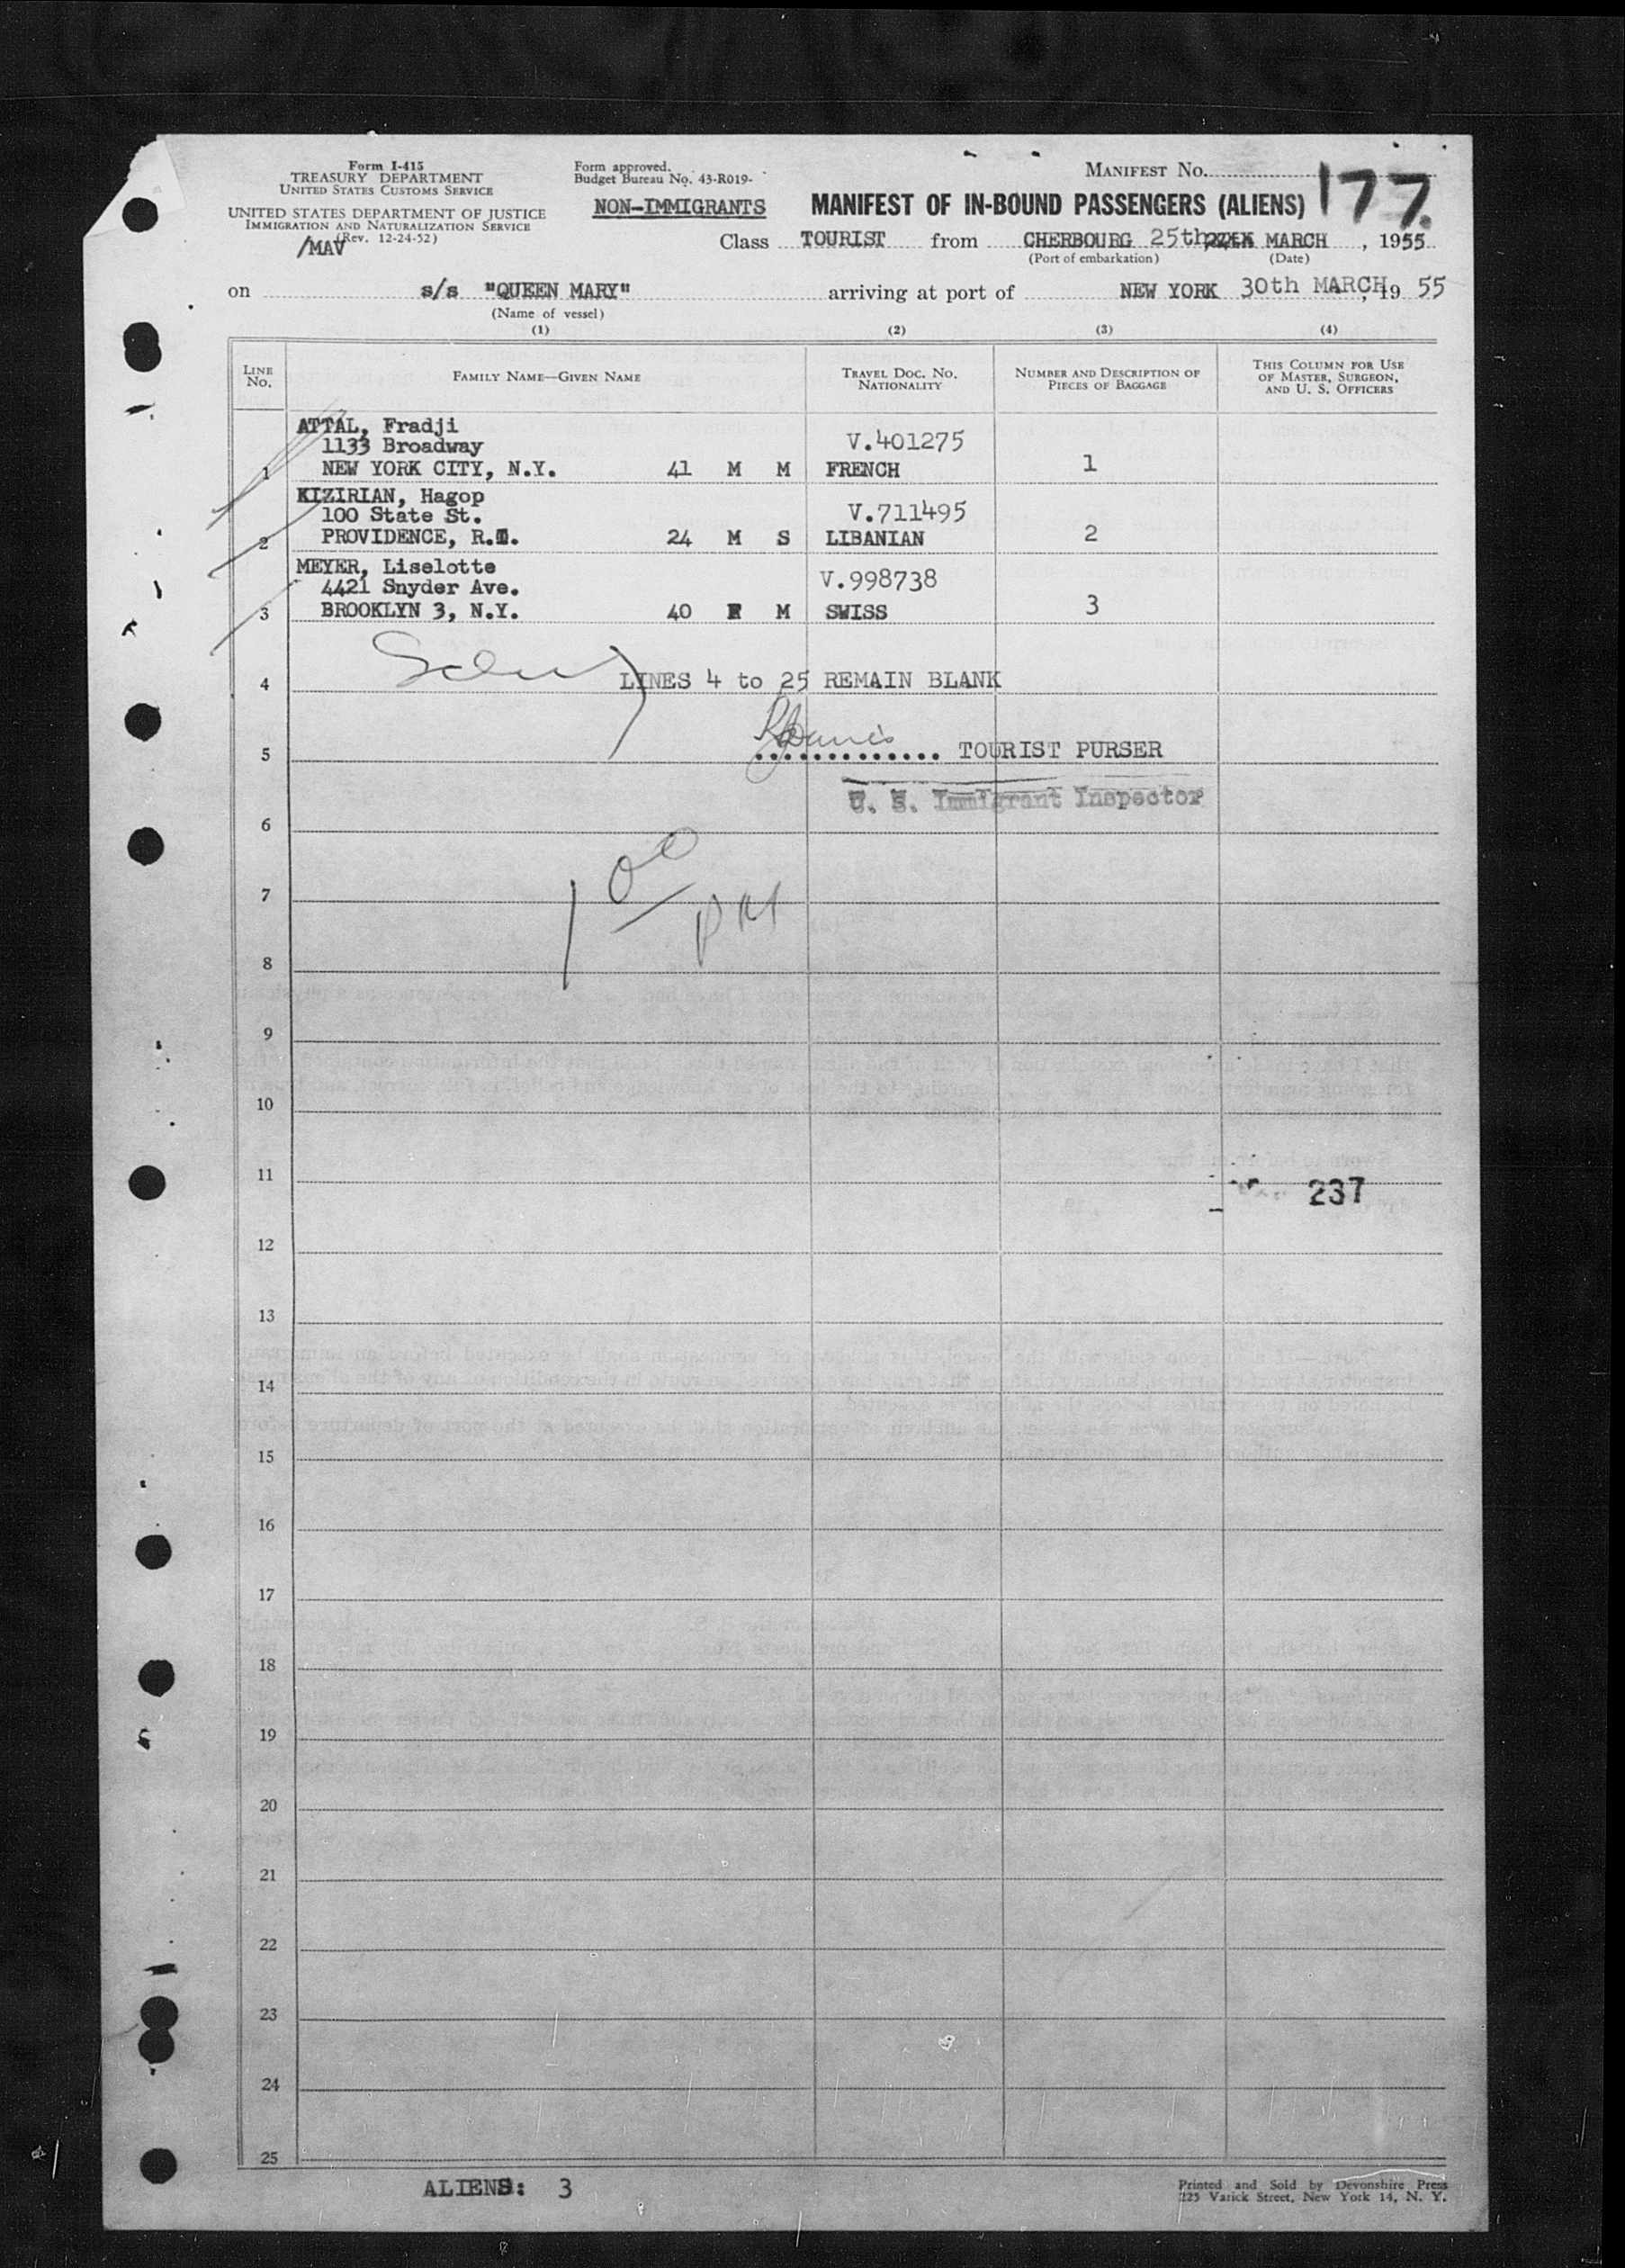 Form I-415
TREASURY DEPARTMENT
UNITED STATES CUSTOMS SERVICE
UNITED STATES DEPARTMENT OF JUSTICE
IMMIGRATION AND NATURALIZATION SERVICE
(Rev. 12-24-52)
/MAV
Form approved.
Budget Bureau No. 43-R019-
NON-IMMIGRANTS
MANIFEST No. 177.
MANIFEST OF IN-BOUND PASSENGERS (ALIENS)
Class TOURIST from CHERBOURG 25th MARCH, 1955
(Port of embarkation) (Date)
on s/s "QUEEN MARY" arriving at port of NEW YORK 30th MARCH, 19 55
(Name of vessel)
(1) (2) (3) (4)
LINE No. FAMILY NAME—GIVEN NAME TRAVEL DOC. No. NATIONALITY NUMBER AND DESCRIPTION OF PIECES OF BAGGAGE THIS COLUMN FOR USE OF MASTER, SURGEON, AND U. S. OFFICERS
ATTAL, Fradji
1133 Broadway V.401275
1 NEW YORK CITY, N.Y. 41 M M FRENCH 1
KIZIRIAN, Hagop
100 State St. V.711495
2 PROVIDENCE, R.I. 24 M S LIBANIAN 2
MEYER, Liselotte
4421 Snyder Ave. V.998738
3 BROOKLYN 3, N.Y. 40 F M SWISS 3
4 LINES 4 to 25 REMAIN BLANK
5 TOURIST PURSER
U. S. Immigrant Inspector
6
7 1 00 PM
8
9
10
11 237
12
13
14
15
16
17
18
19
20
21
22
23
24
25
ALIENS: 3
Printed and Sold by Devonshire Press
225 Varick Street, New York 14, N. Y.